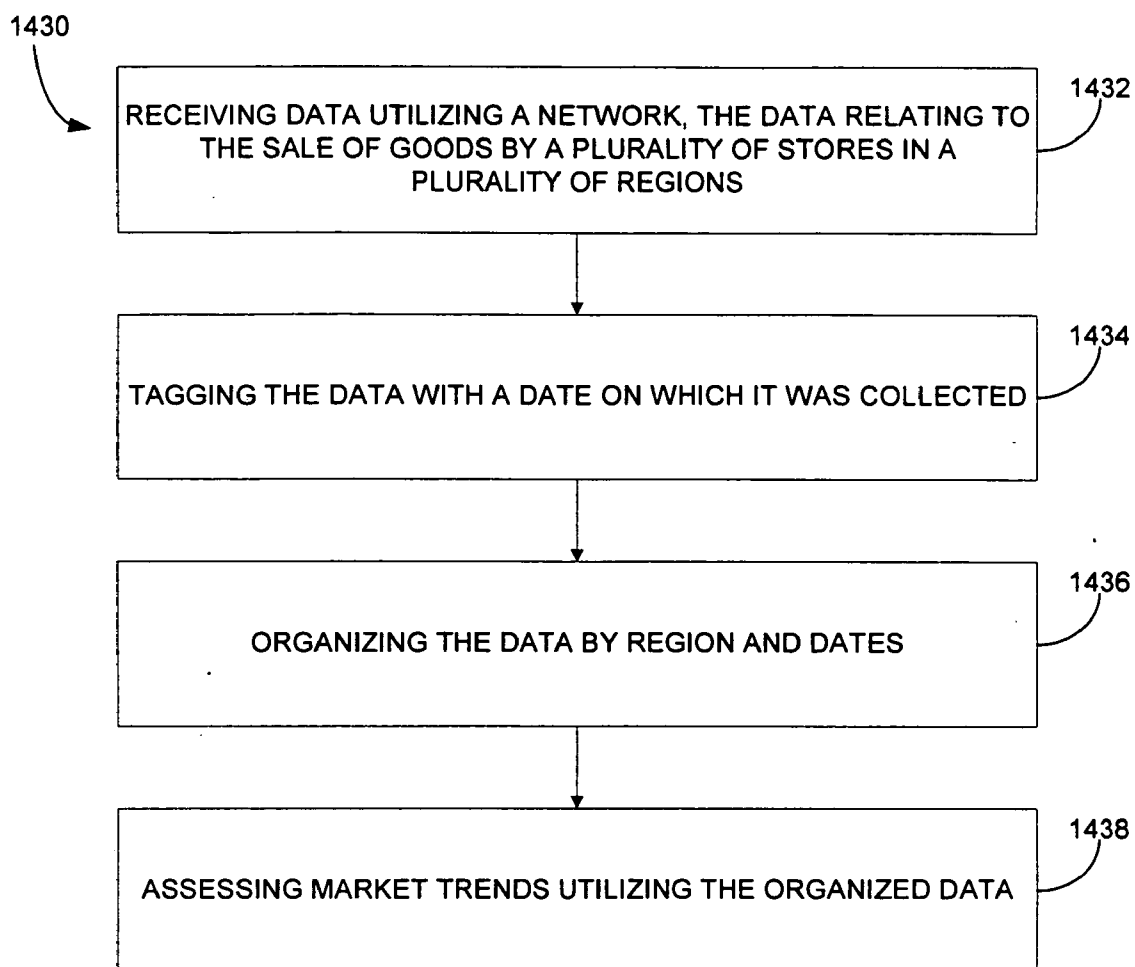 1430
1432
RECEIVING DATA UTILIZING A NETWORK, THE DATA RELATING TO
THE SALE OF GOODS BY A PLURALITY OF STORES IN A
PLURALITY OF REGIONS
1434
TAGGING THE DATA WITH A DATE ON WHICH IT WAS COLLECTED
1436
ORGANIZING THE DATA BY REGION AND DATES
1438
ASSESSING MARKET TRENDS UTILIZING THE ORGANIZED DATA